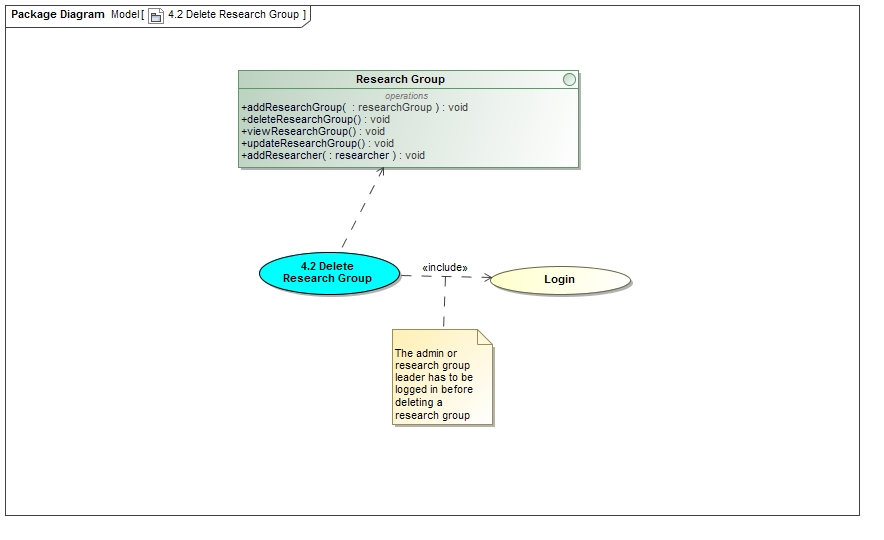 Package Diagram Model [ 4.2 Delete Research Group ]
Research Group
operations
+addResearchGroup( : researchGroup ) : void
+deleteResearchGroup() : void
+viewResearchGroup() : void
+updateResearchGroup() : void
+addResearcher( : researcher ) : void
4.2 Delete
Research Group
«include»
Login
The admin or
research group
leader has to be
logged in before
deleting a
research group